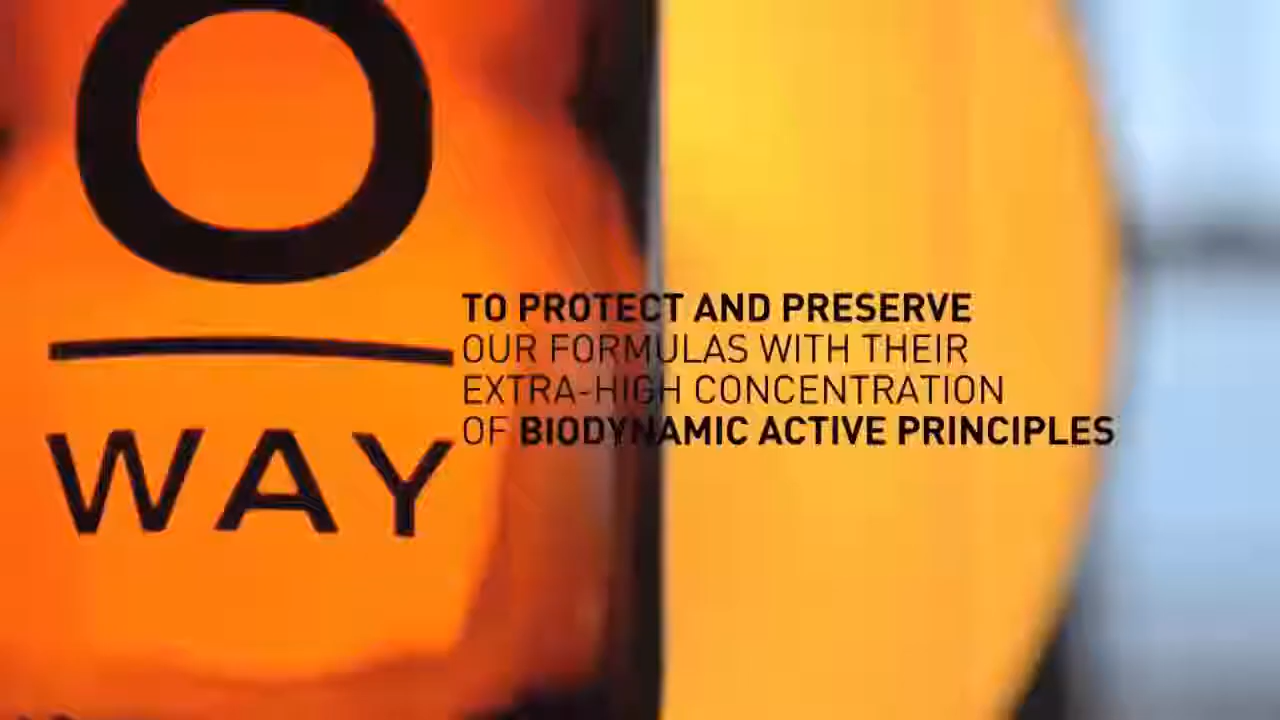 O
WAY
TO PROTECT AND PRESERVE
OUR FORMULAS WITH THEIR
EXTRA-HIGH CONCENTRATION
OF BIODYNAMIC ACTIVE PRINCIPLES